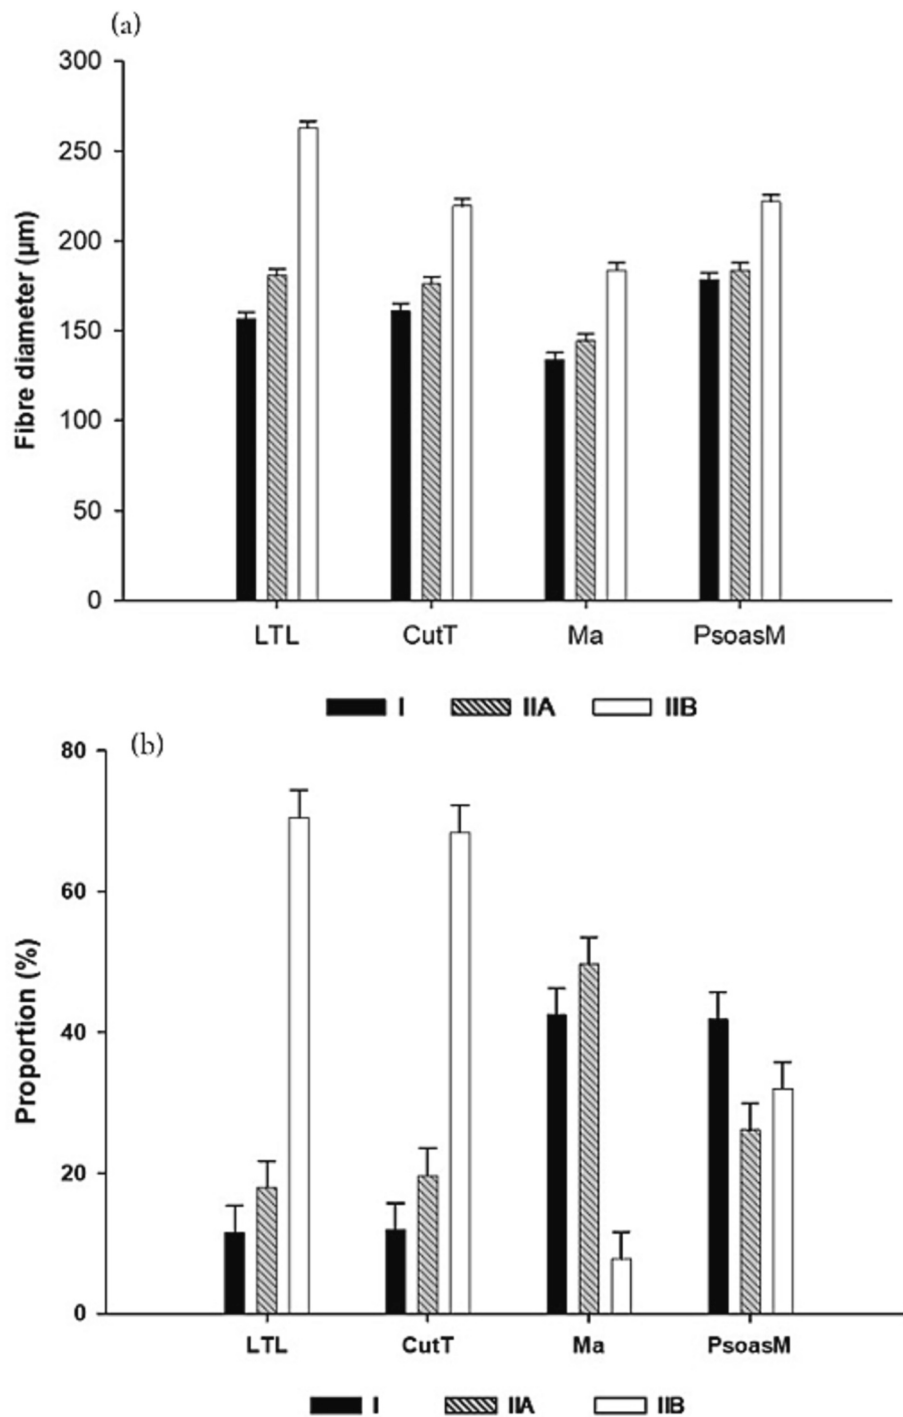 (a)
300
250
200
150
100
50
0
Fibre diameter (µm)
LTL CutT Ma PsoasM
I IIA IIB
(b)
80
60
40
20
0
Proportion (%)
LTL CutT Ma PsoasM
I IIA IIB